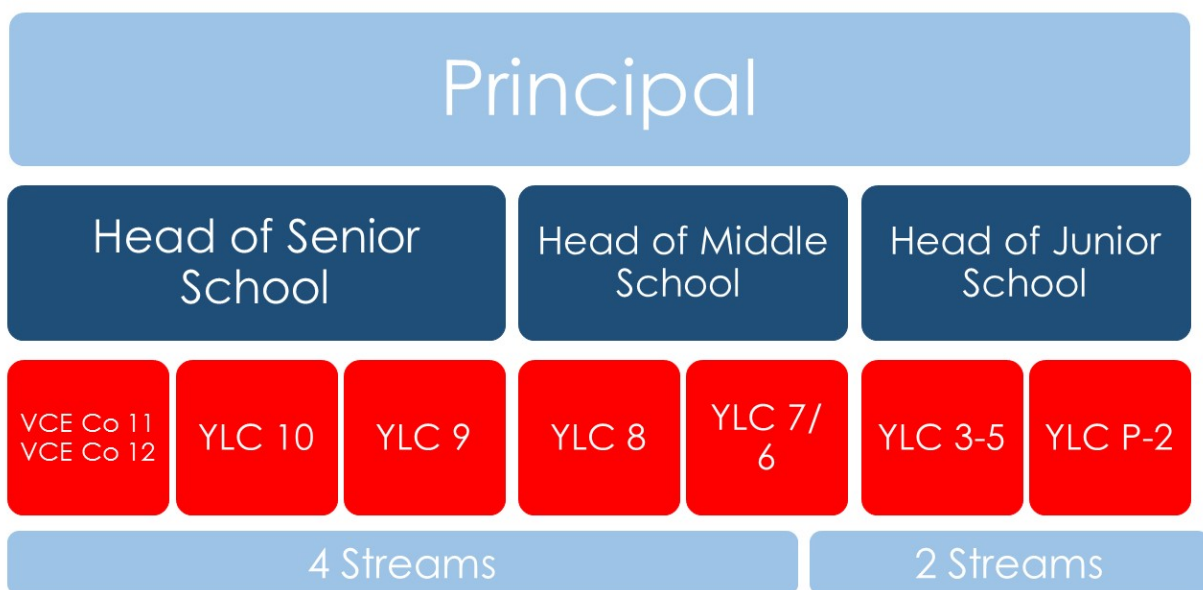 Principal
Head of Senior
School
Head of Middle
School
Head of Junior
School
VCE Co 11
VCE Co 12
YLC 10
YLC 9
YLC 8
YLC 7/
6
YLC 3-5
YLC P-2
4 Streams
2 Streams